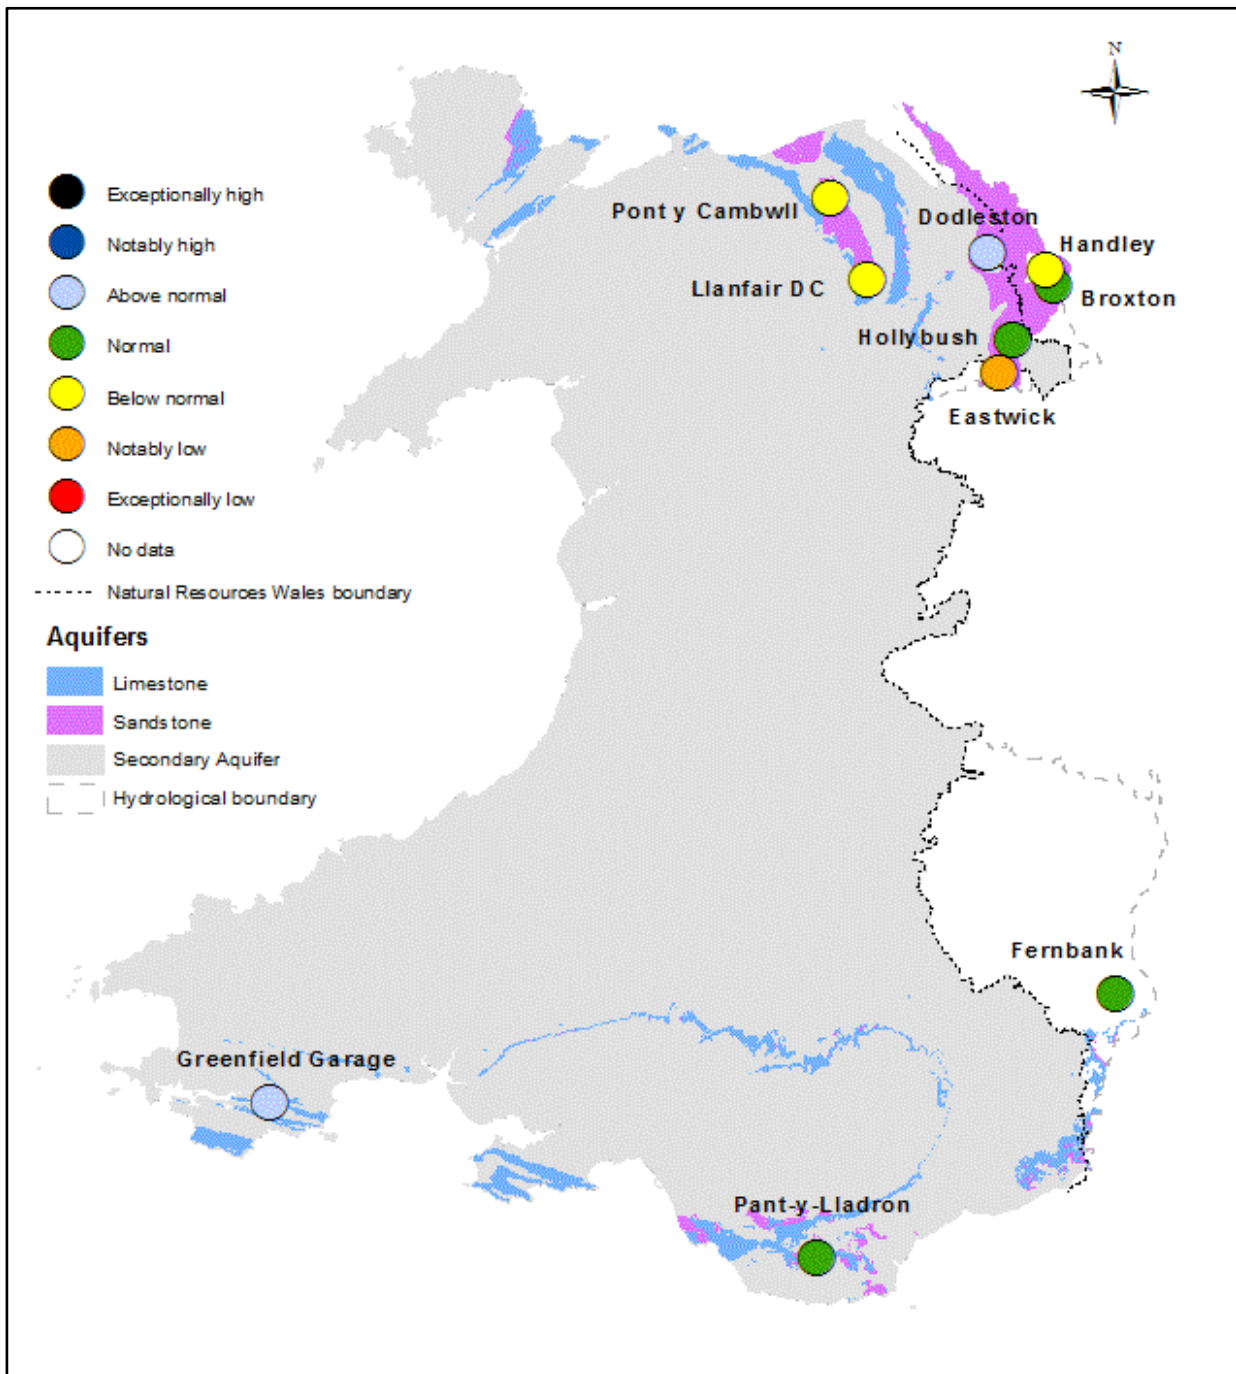 N
Exceptionally high
Notably high
Above normal
Normal
Below normal
Notably low
Exceptionally low
No data
Natural Resources Wales boundary
Aquifers
Limestone
Sandstone
Secondary Aquifer
Hydrological boundary
Pont y Cambwll
Dodleston
Handley
Llanfair DC
Broxton
Hollybush
Eastwick
Fernbank
Greenfield Garage
Pant-y-Lladron